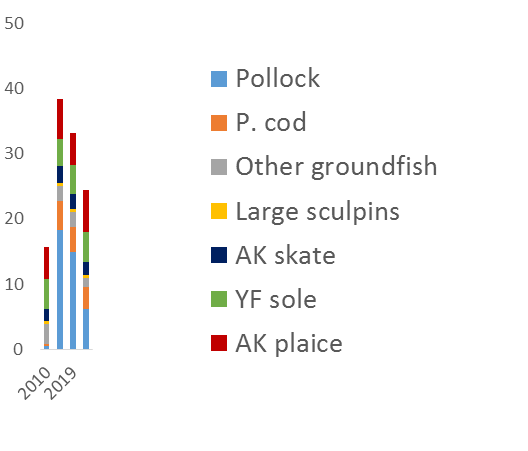 50
40
30
20
10
0
2010
2019
Pollock
P. cod
Other groundfish
Large sculpins
AK skate
YF sole
AK plaice